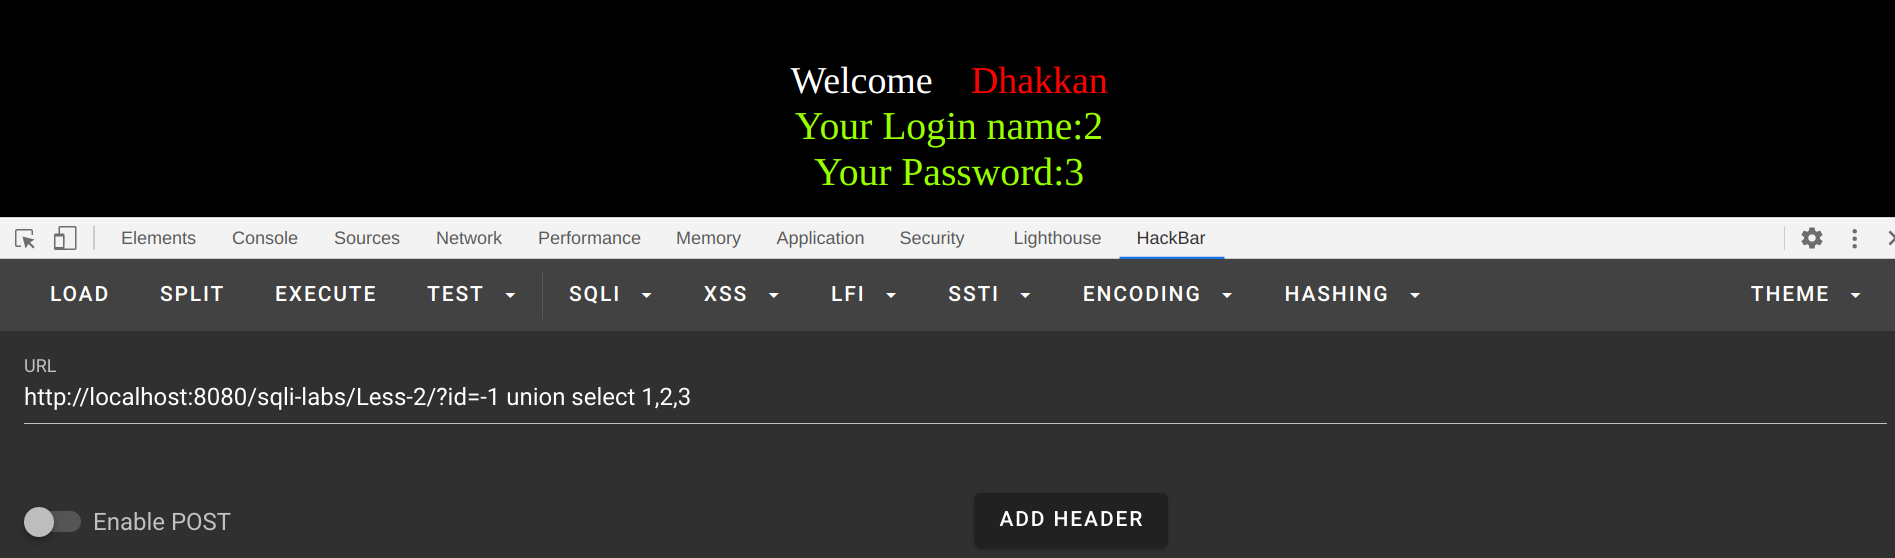 Welcome Dhakkan
Your Login name:2
Your Password:3
Elements Console Sources Network Performance Memory Application Security Lighthouse HackBar
LOAD SPLIT EXECUTE TEST SQLI XSS LFI SSTI ENCODING HASHING THEME
URL
http://localhost:8080/sqli-labs/Less-2/?id=-1 union select 1,2,3
Enable POST ADD HEADER